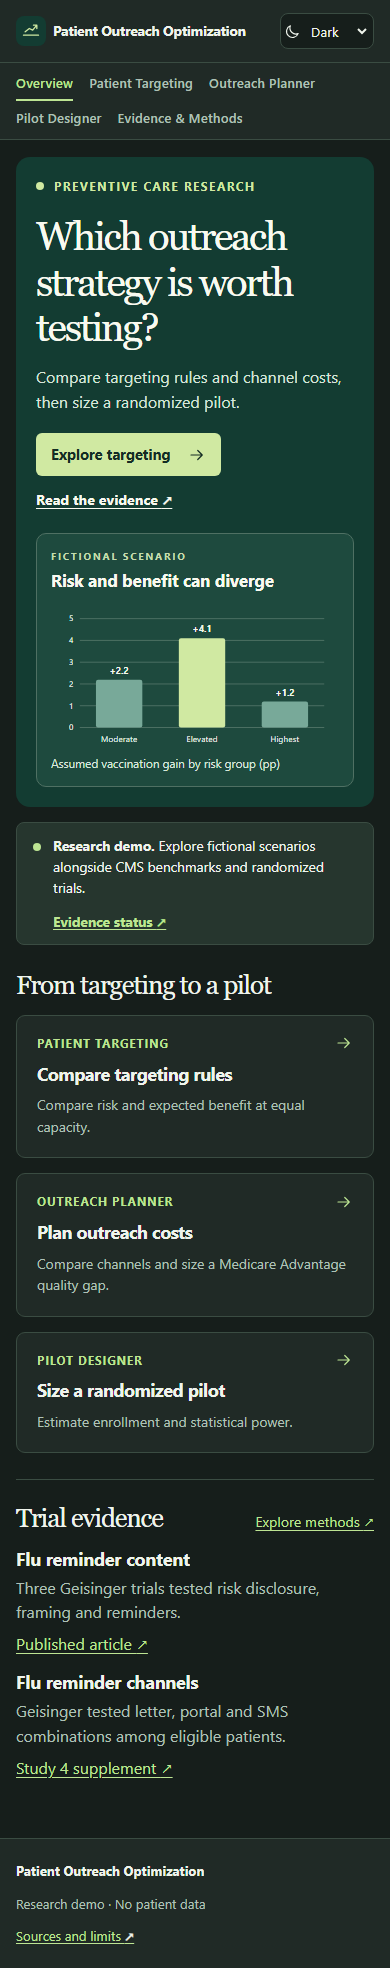 Patient Outreach Optimization
Dark
Overview
Patient Targeting
Outreach Planner
Pilot Designer
Evidence & Methods
PREVENTIVE CARE RESEARCH
Which outreach
strategy is worth
testing?
Compare targeting rules and channel costs,
then size a randomized pilot.
Explore targeting →
Read the evidence ↗
FICTIONAL SCENARIO
Risk and benefit can diverge
5
4
3
2
1
0
+2.2
+4.1
+1.2
Moderate
Elevated
Highest
Assumed vaccination gain by risk group (pp)
Research demo. Explore fictional scenarios
alongside CMS benchmarks and randomized
trials.
Evidence status ↗
From targeting to a pilot
PATIENT TARGETING →
Compare targeting rules
Compare risk and expected benefit at equal
capacity.
OUTREACH PLANNER →
Plan outreach costs
Compare channels and size a Medicare Advantage
quality gap.
PILOT DESIGNER →
Size a randomized pilot
Estimate enrollment and statistical power.
Trial evidence
Explore methods ↗
Flu reminder content
Three Geisinger trials tested risk disclosure,
framing and reminders.
Published article ↗
Flu reminder channels
Geisinger tested letter, portal and SMS
combinations among eligible patients.
Study 4 supplement ↗
Patient Outreach Optimization
Research demo · No patient data
Sources and limits ↗